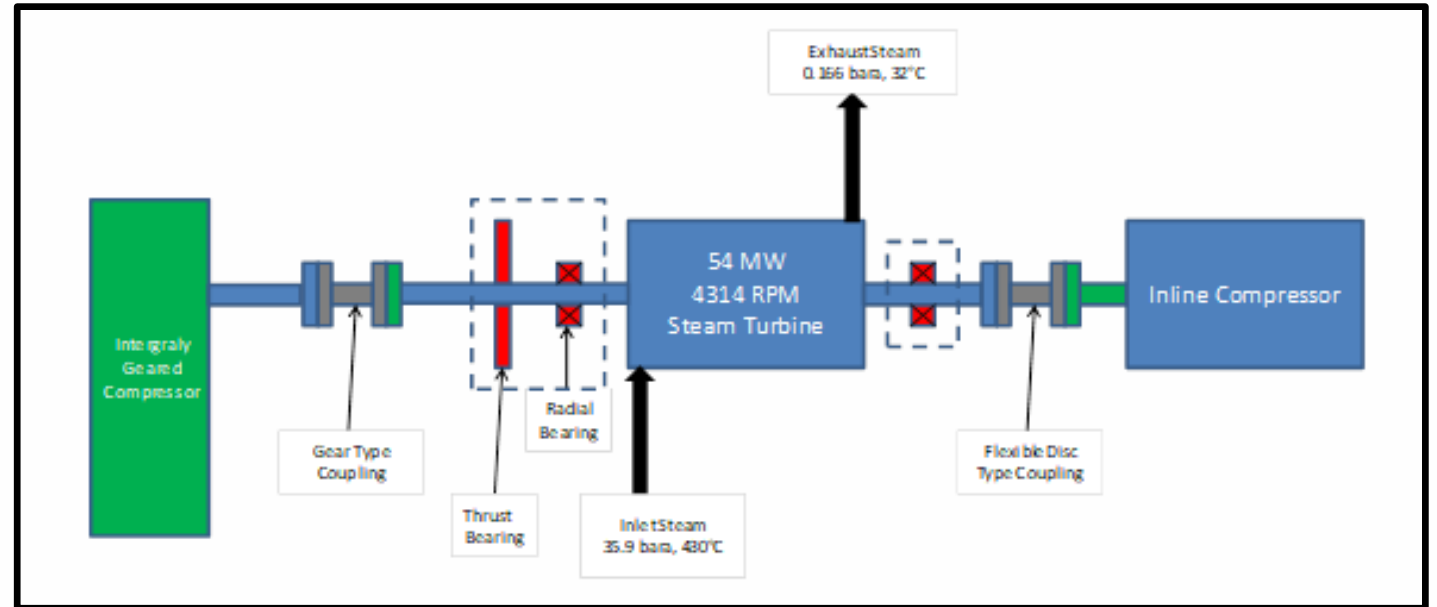 ExhaustSteam
0.166 bara, 32°C
54 MW
4314 RPM
Steam Turbine
Inline Compressor
Intergraly
Geared
Compressor
Radial
Bearing
Gear Type
Coupling
Flexible Disc
Type Coupling
Thrust
Bearing
InletSteam
35.9 bara, 430°C